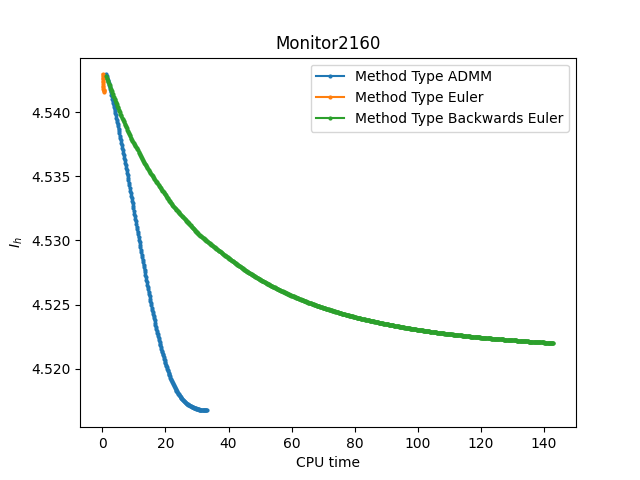 Monitor2160
Method Type ADMM
Method Type Euler
Method Type Backwards Euler
I_h
4.540
4.535
4.530
4.525
4.520
0 20 40 60 80 100 120 140
CPU time